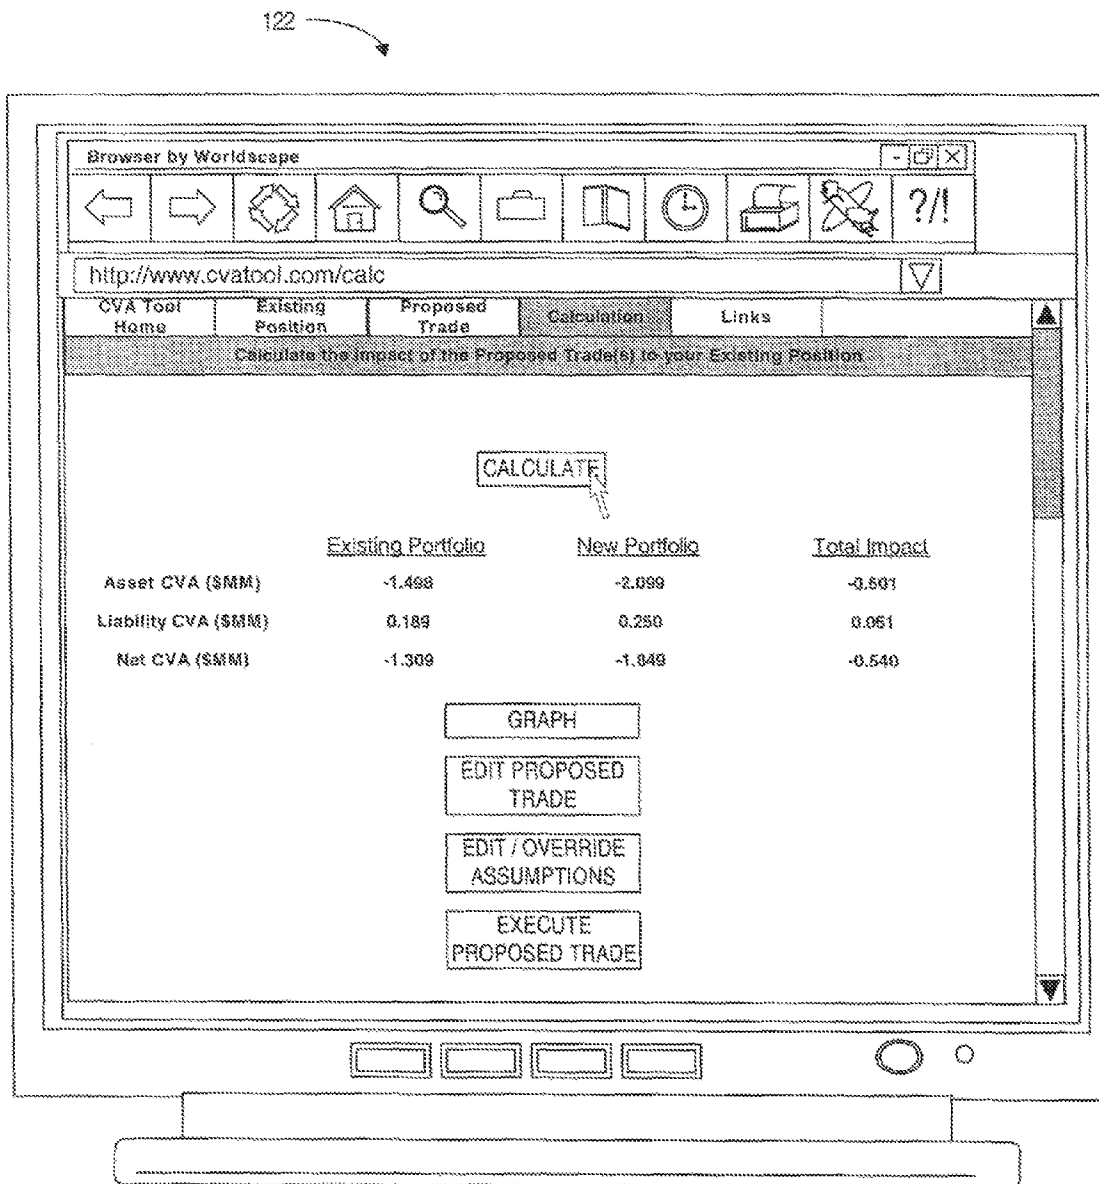 122
Browser by Worldscape
?/!
http://www.cvatool.com/calc
CVA Tool Home Existing Position Proposed Trade Calculation Links
Calculate the Impact of the Proposed Trade(s) to your Existing Position
CALCULATE
Existing Portfolio New Portfolio Total Impact
Asset CVA ($MM) -1.498 -2.099 -0.601
Liability CVA ($MM) 0.189 0.250 0.061
Net CVA ($MM) -1.309 -1.849 -0.540
GRAPH
EDIT PROPOSED
TRADE
EDIT / OVERRIDE
ASSUMPTIONS
EXECUTE
PROPOSED TRADE